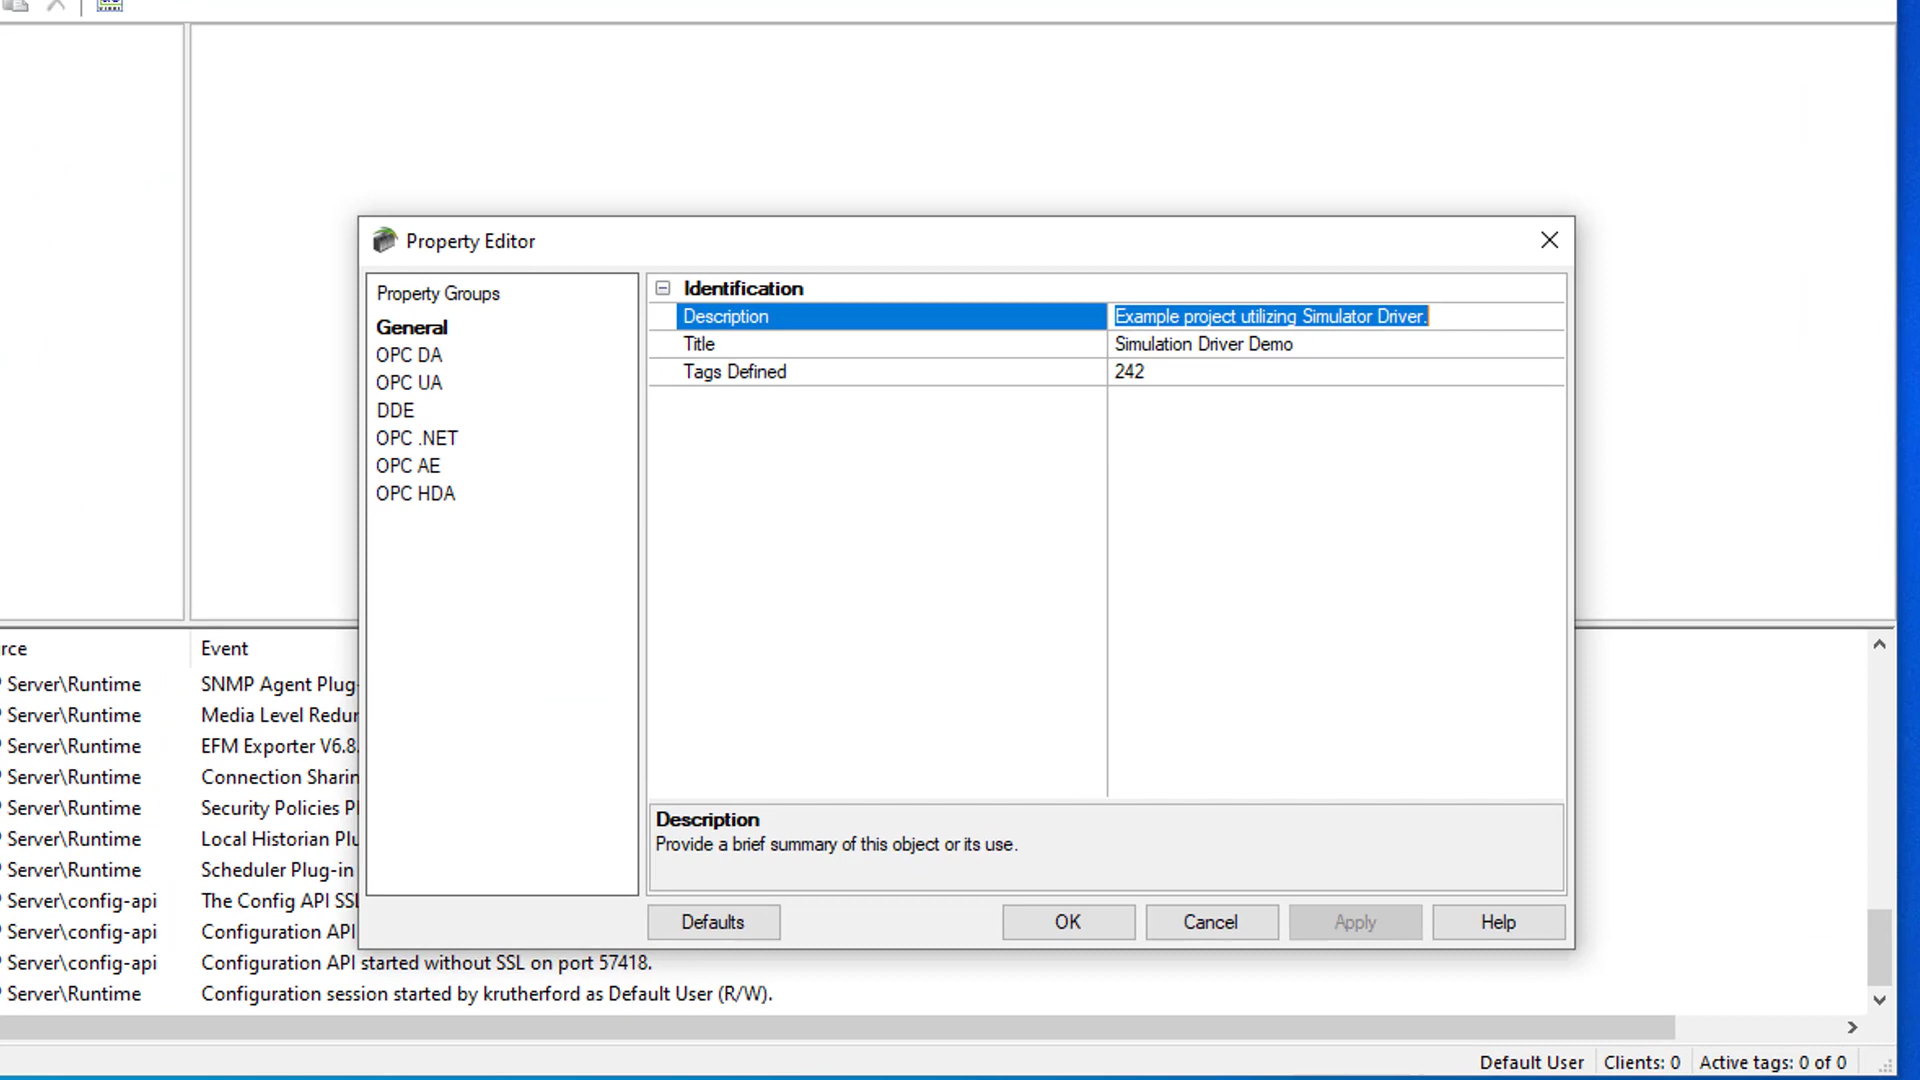 Property Editor
Property Groups
General
OPC DA
OPC UA
DDE
OPC .NET
OPC AE
OPC HDA
Identification
Description Example project utilizing Simulator Driver.
Title Simulation Driver Demo
Tags Defined 242
Description
Provide a brief summary of this object or its use.
Defaults OK Cancel Apply Help
rce Event
Server\Runtime SNMP Agent Plug-
Server\Runtime Media Level Redun
Server\Runtime EFM Exporter V6.8.
Server\Runtime Connection Sharin
Server\Runtime Security Policies Pl
Server\Runtime Local Historian Plu
Server\Runtime Scheduler Plug-in
Server\config-api The Config API SSL
Server\config-api Configuration API
Server\config-api Configuration API started without SSL on port 57418.
Server\Runtime Configuration session started by krutherford as Default User (R/W).
Default User Clients: 0 Active tags: 0 of 0